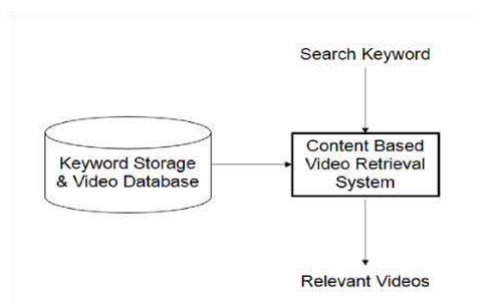 Search Keyword
Keyword Storage
& Video Database
Content Based
Video Retrieval
System
Relevant Videos